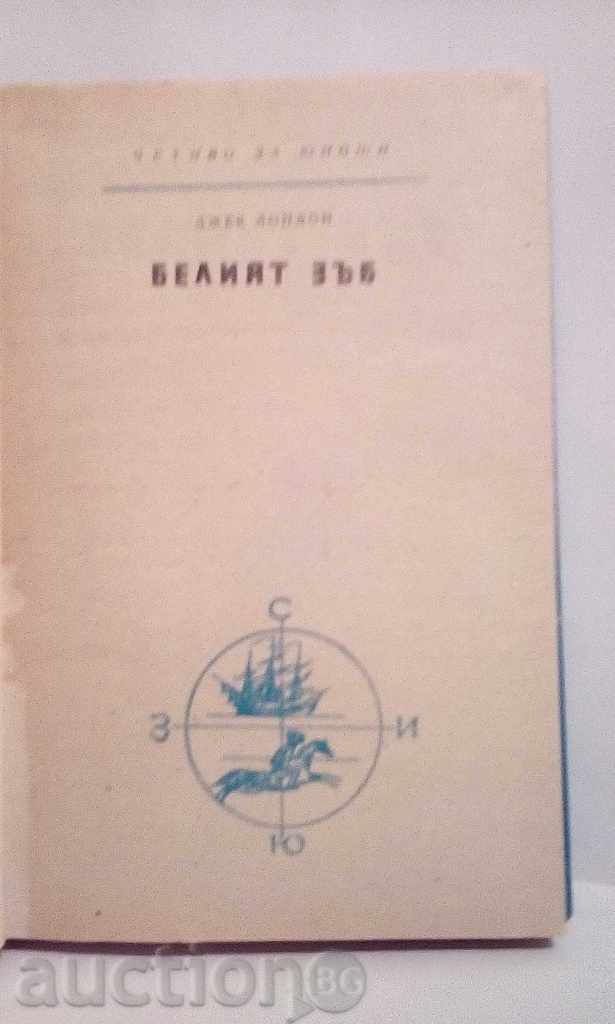 ЧЕТИВО ЗА ЮНОШИ
ДЖЕК ЛОНДОН
БЕЛИЯТ ЗЪБ
С
З И
Ю
auction BG